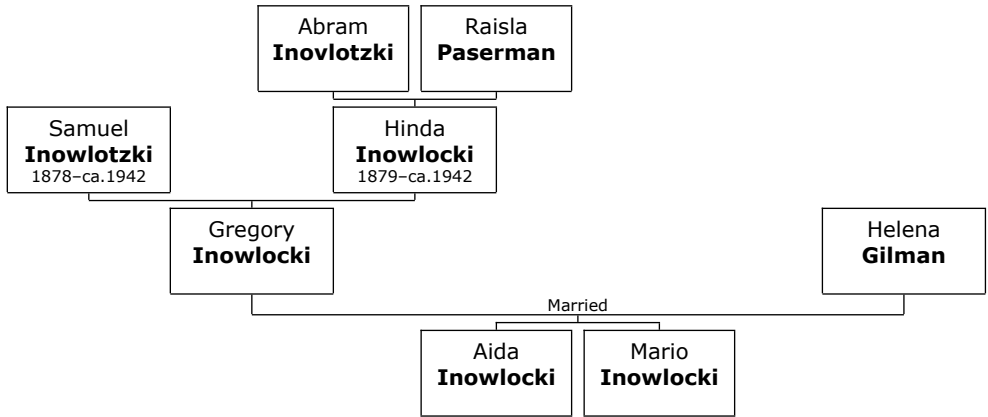 Abram
Inovlotzki
Raisla
Paserman
Samuel
Inowlotzki
1878–ca.1942
Hinda
Inowlocki
1879–ca.1942
Gregory
Inowlocki
Helena
Gilman
Married
Aida
Inowlocki
Mario
Inowlocki